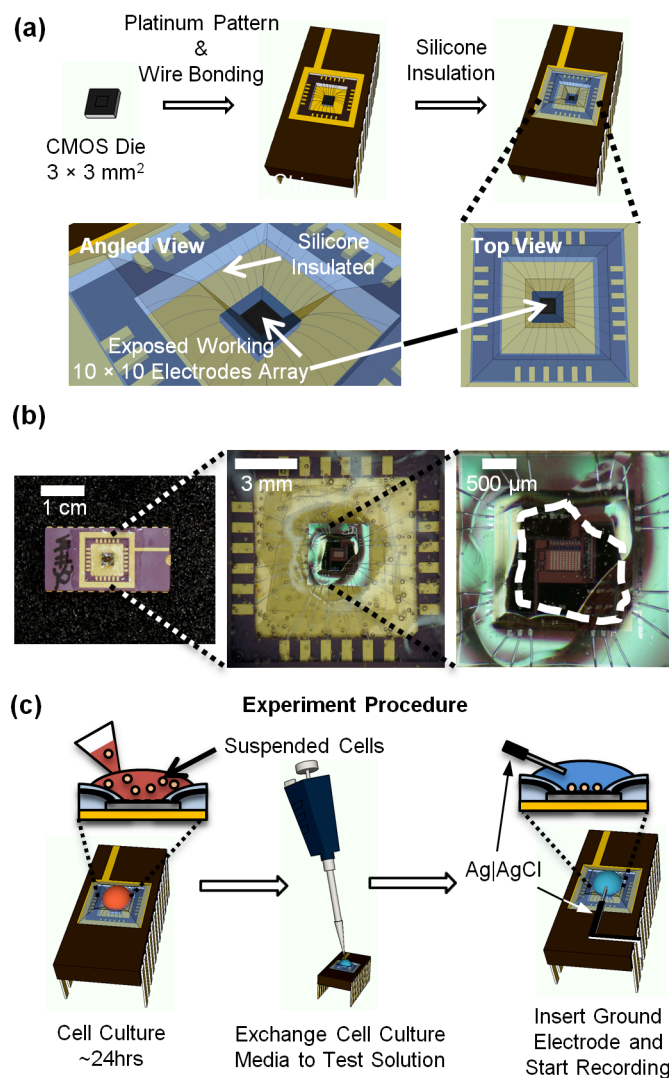 (a)
Platinum Pattern
&
Wire Bonding
Silicone
Insulation
CMOS Die
3 × 3 mm²
Angled View
Silicone
Insulated
Exposed Working
10 × 10 Electrodes Array
Top View
(b)
1 cm
3 mm
500 µm
(c)
Experiment Procedure
Suspended Cells
Ag|AgCl
Cell Culture
~24hrs
Exchange Cell Culture
Media to Test Solution
Insert Ground
Electrode and
Start Recording